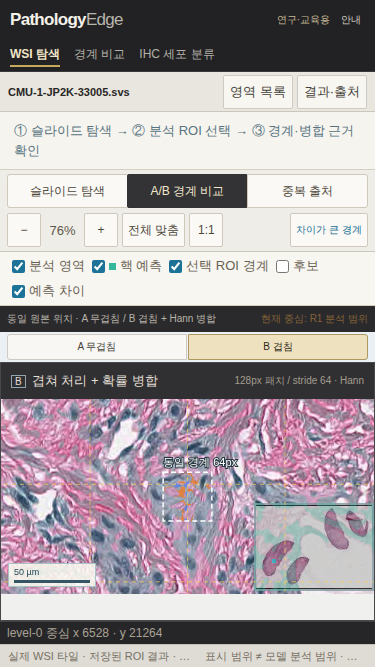 PathologyEdge
연구·교육용 안내
WSI 탐색 경계 비교 IHC 세포 분류
CMU-1-JP2K-33005.svs 영역 목록 결과·출처
① 슬라이드 탐색 → ② 분석 ROI 선택 → ③ 경계·병합 근거
확인
슬라이드 탐색 A/B 경계 비교 중복 출처
− 76% + 전체 맞춤 1:1 차이가 큰 경계
분석 영역 핵 예측 선택 ROI 경계 후보
예측 차이
동일 원본 위치 · A 무겹침 / B 겹침 + Hann 병합 현재 중심: R1 분석 범위
A 무겹침 B 겹침
B 겹쳐 처리 + 확률 병합 128px 패치 / stride 64 · Hann
동일 경계 64px
50 µm
level-0 중심 x 6528 · y 21264
실제 WSI 타일 · 저장된 ROI 결과 · … 표시 범위 ≠ 모델 분석 범위 · …